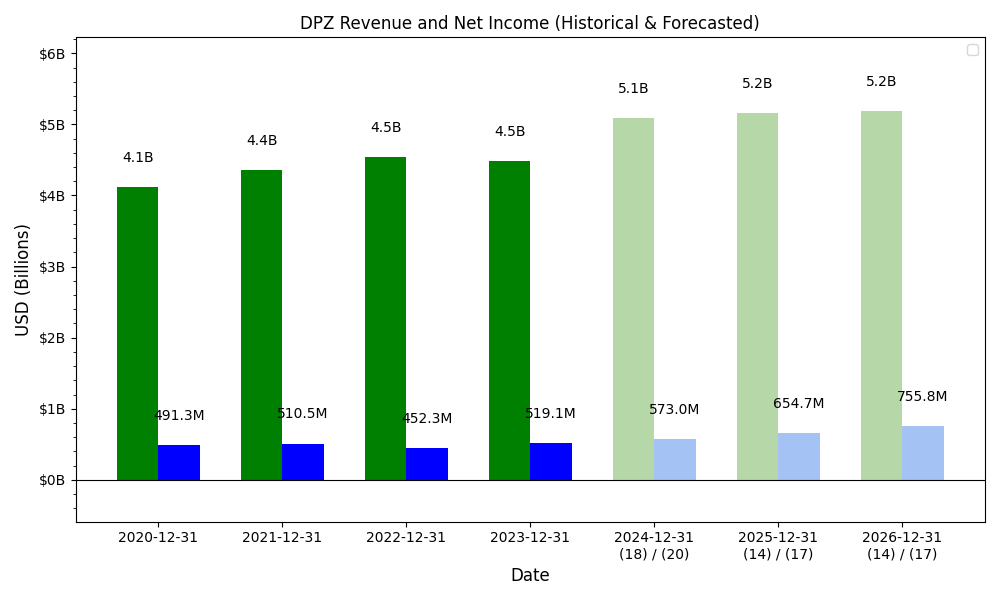 DPZ Revenue and Net Income (Historical & Forecasted)
$6B
$5B
$4B
$3B
$2B
$1B
$0B
USD (Billions)
4.1B
4.4B
4.5B
4.5B
5.1B
5.2B
5.2B
491.3M
510.5M
452.3M
519.1M
573.0M
654.7M
755.8M
2020-12-31
2021-12-31
2022-12-31
2023-12-31
2024-12-31
(18) / (20)
2025-12-31
(14) / (17)
2026-12-31
(14) / (17)
Date